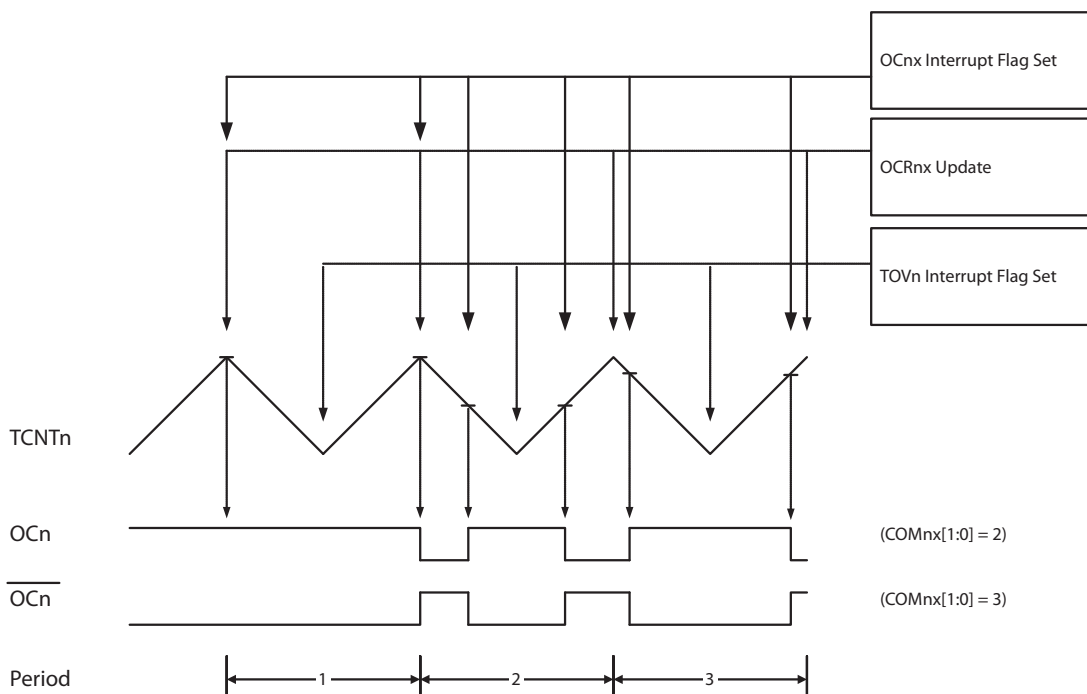 OCnx Interrupt Flag Set
OCRnx Update
TOVn Interrupt Flag Set
TCNTn
OCn (COMnx[1:0] = 2)
OCn (COMnx[1:0] = 3)
Period 1 2 3